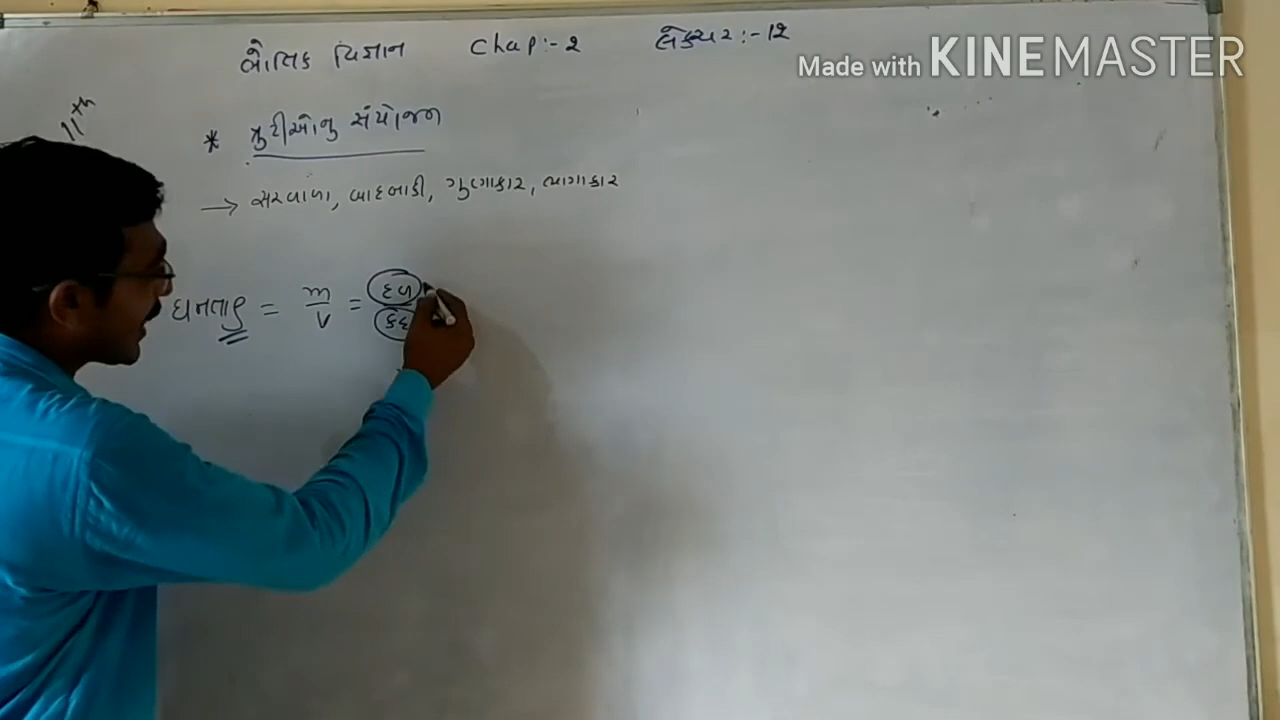 ભૌતિક વિજ્ઞાન Chap:-2 લેક્ચર:-12
Made with KINEMASTER
11th
* ત્રુટીઓનુ સંયોજન
→ સરવાળા, બાદબાકી, ગુણાકાર, ભાગાકાર
ઘનતા ρ = m/v = દળ/કદ